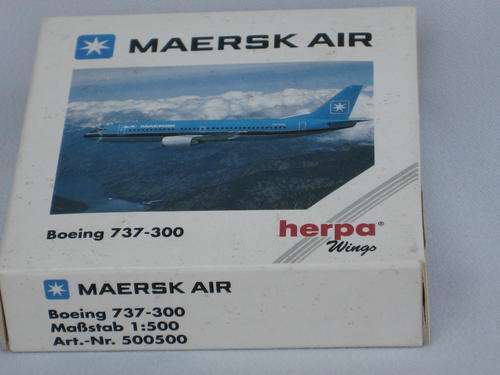 MAERSK AIR
Boeing 737-300
herpa
Wings
MAERSK AIR
Boeing 737-300
Maßstab 1:500
Art.-Nr. 500500